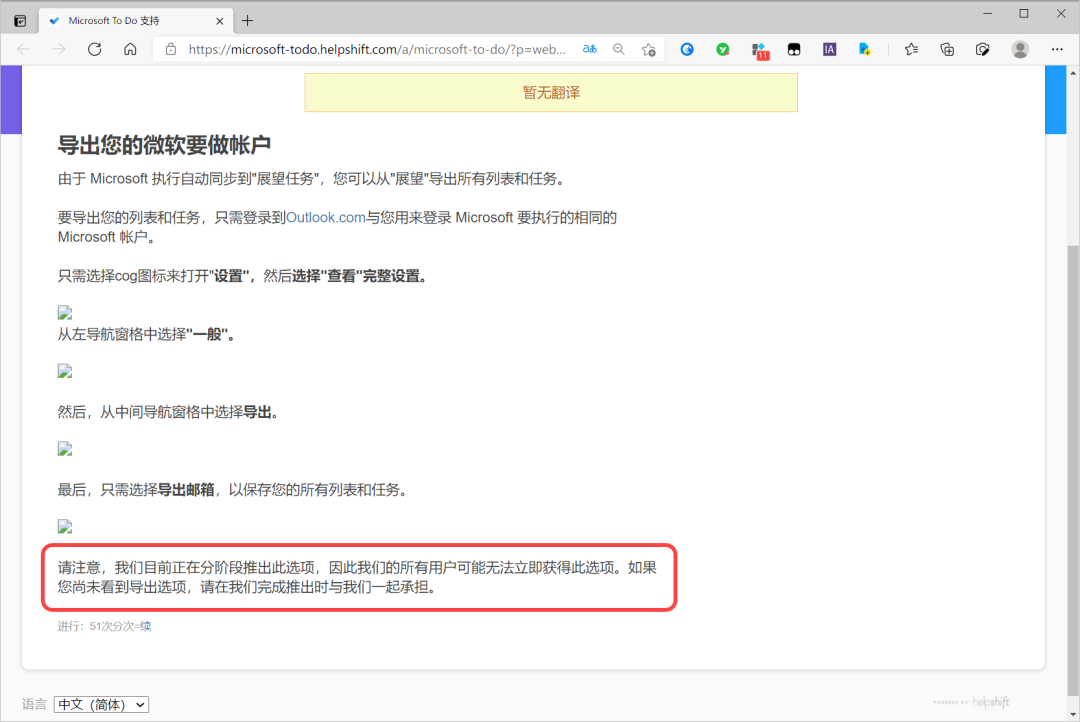 Microsoft To Do 支持
https://microsoft-todo.helpshift.com/a/microsoft-to-do/?p=web...
aあ
11
IA
暂无翻译
导出您的微软要做帐户
由于 Microsoft 执行自动同步到"展望任务"，您可以从"展望"导出所有列表和任务。
要导出您的列表和任务，只需登录到Outlook.com与您用来登录 Microsoft 要执行的相同的
Microsoft 帐户。
只需选择cog图标来打开"设置"，然后选择"查看"完整设置。
从左导航窗格中选择"一般"。
然后，从中间导航窗格中选择导出。
最后，只需选择导出邮箱，以保存您的所有列表和任务。
请注意，我们目前正在分阶段推出此选项，因此我们的所有用户可能无法立即获得此选项。如果
您尚未看到导出选项，请在我们完成推出时与我们一起承担。
进行：51次分次=续
语言 中文（简体）
POWERED BY helpshift